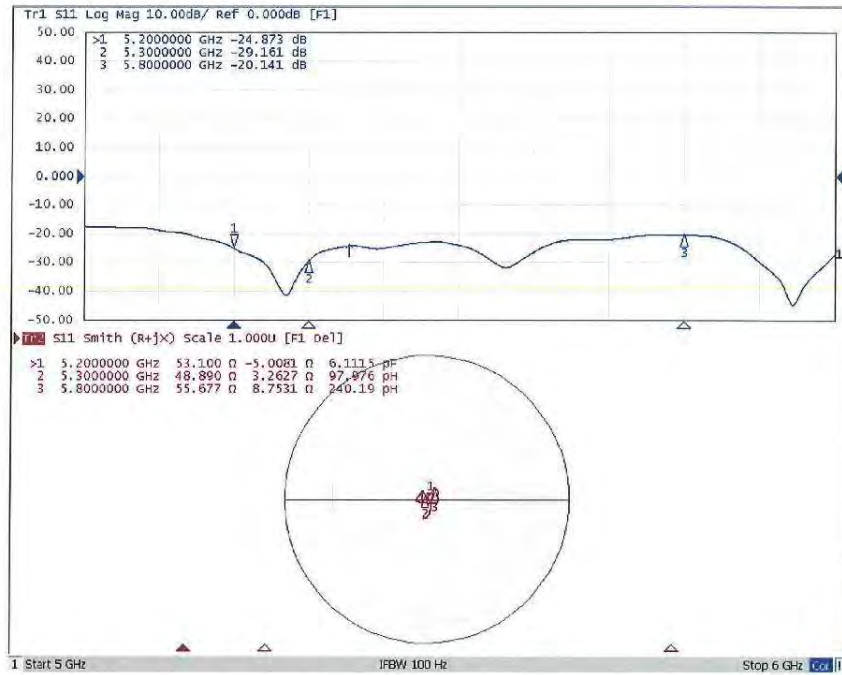 Tr1 S11 Log Mag 10.00dB/ Ref 0.000dB [F1]
50.00
>1 5.2000000 GHz -24.873 dB
2 5.3000000 GHz -29.161 dB
3 5.8000000 GHz -20.141 dB
40.00
30.00
20.00
10.00
0.000
-10.00
-20.00
-30.00
-40.00
-50.00
1
2
3
1
Tr2 S11 Smith (R+jX) Scale 1.000U [F1 Del]
>1 5.2000000 GHz 53.100 Ω -5.0081 Ω 6.1115 pF
2 5.3000000 GHz 48.890 Ω 3.2627 Ω 97.976 pH
3 5.8000000 GHz 55.677 Ω 8.7531 Ω 240.19 pH
1
2
3
1 Start 5 GHz IFBW 100 Hz Stop 6 GHz Cor